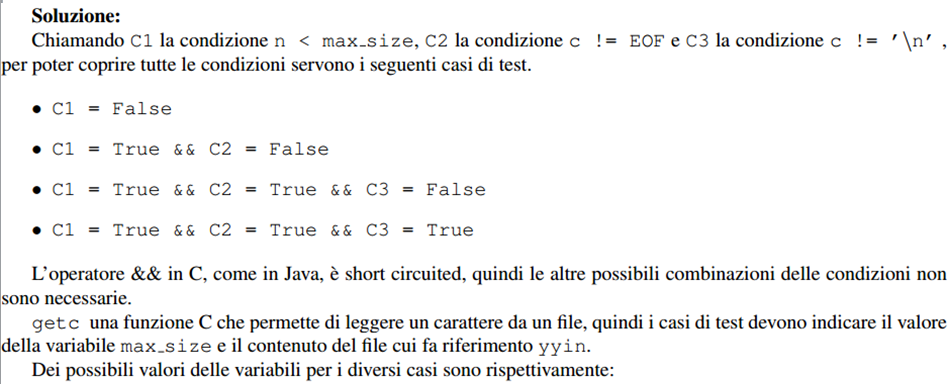 Soluzione:
Chiamando C1 la condizione n < max_size, C2 la condizione c != EOF e C3 la condizione c != '\n' ,
per poter coprire tutte le condizioni servono i seguenti casi di test.
• C1 = False
• C1 = True && C2 = False
• C1 = True && C2 = True && C3 = False
• C1 = True && C2 = True && C3 = True
L'operatore && in C, come in Java, è short circuited, quindi le altre possibili combinazioni delle condizioni non
sono necessarie.
getc una funzione C che permette di leggere un carattere da un file, quindi i casi di test devono indicare il valore
della variabile max_size e il contenuto del file cui fa riferimento yyin.
Dei possibili valori delle variabili per i diversi casi sono rispettivamente: